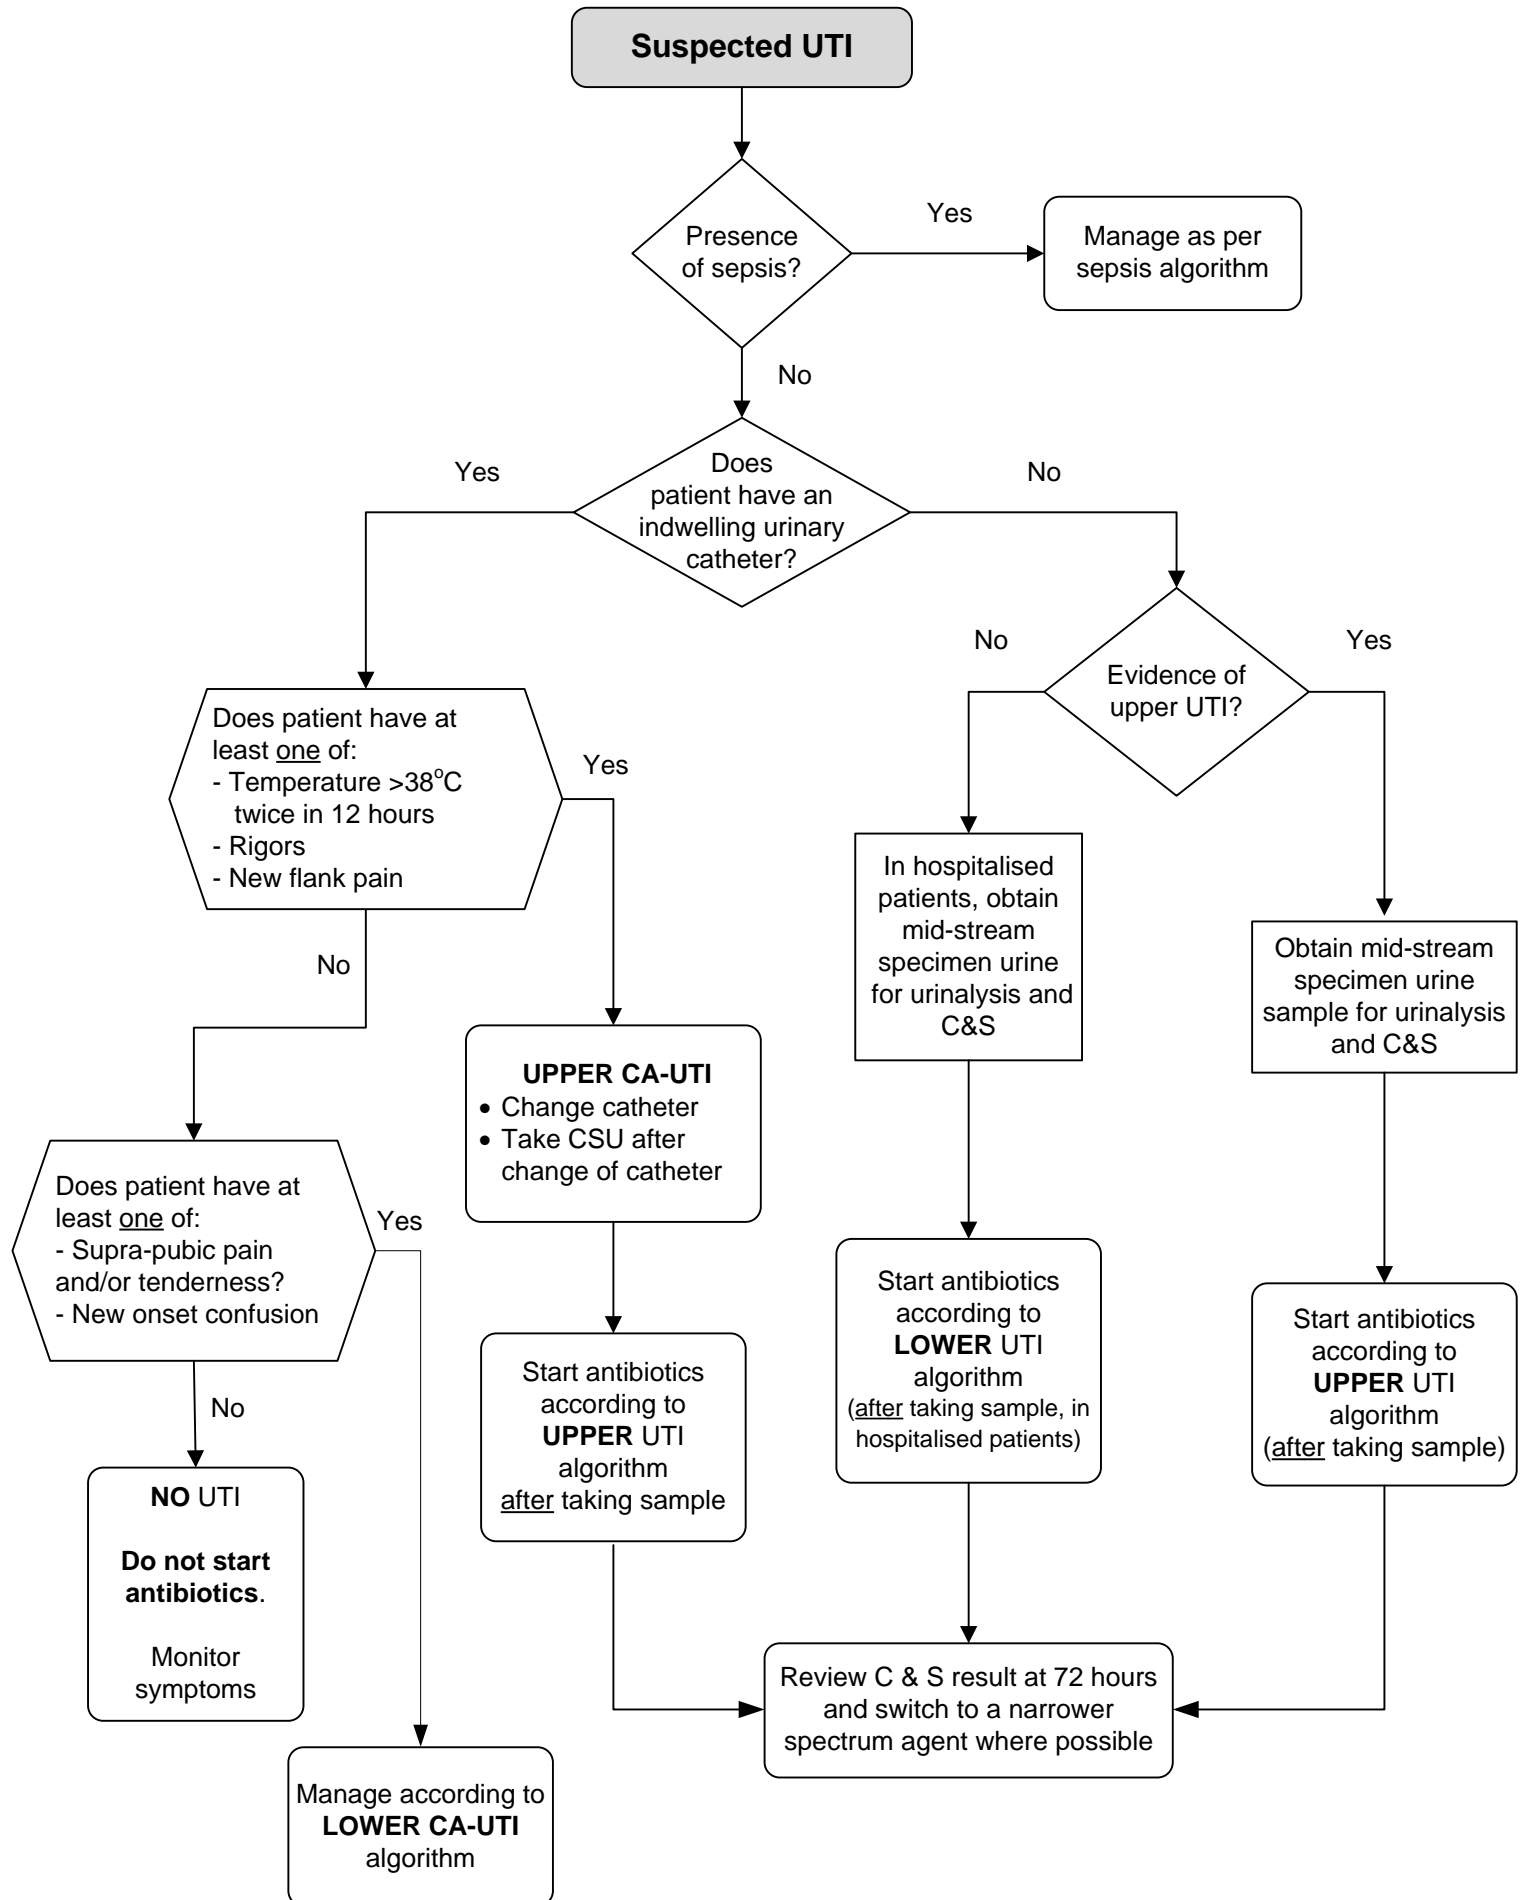 Suspected UTI
Presence
of sepsis?
Yes
Manage as per
sepsis algorithm
No
Does
patient have an
indwelling urinary
catheter?
Yes
No
Evidence of
upper UTI?
No
Yes
Does patient have at
least one of:
- Temperature >38°C
twice in 12 hours
- Rigors
- New flank pain
Yes
No
In hospitalised
patients, obtain
mid-stream
specimen urine
for urinalysis and
C&S
Obtain mid-stream
specimen urine
sample for urinalysis
and C&S
UPPER CA-UTI
• Change catheter
• Take CSU after
change of catheter
Does patient have at
least one of:
- Supra-pubic pain
and/or tenderness?
- New onset confusion
Yes
No
Start antibiotics
according to
UPPER UTI
algorithm
after taking sample
Start antibiotics
according to
LOWER UTI
algorithm
(after taking sample, in
hospitalised patients)
Start antibiotics
according to
UPPER UTI
algorithm
(after taking sample)
NO UTI
Do not start
antibiotics.
Monitor
symptoms
Review C & S result at 72 hours
and switch to a narrower
spectrum agent where possible
Manage according to
LOWER CA-UTI
algorithm